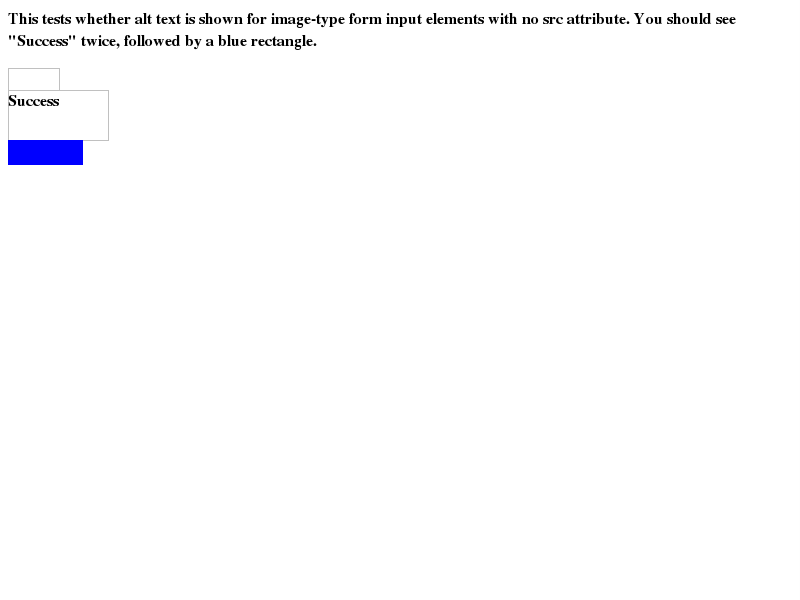 This tests whether alt text is shown for image-type form input elements with no src attribute. You should see
"Success" twice, followed by a blue rectangle.
Success